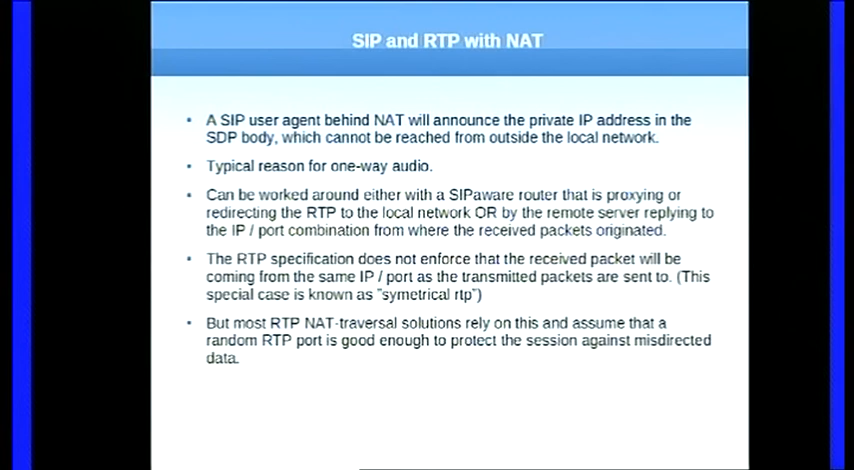 SIP and RTP with NAT
• A SIP user agent behind NAT will announce the private IP address in the
SDP body, which cannot be reached from outside the local network.
• Typical reason for one-way audio.
• Can be worked around either with a SIPaware router that is proxying or
redirecting the RTP to the local network OR by the remote server replying to
the IP / port combination from where the received packets originated.
• The RTP specification does not enforce that the received packet will be
coming from the same IP / port as the transmitted packets are sent to. (This
special case is known as "symetrical rtp")
• But most RTP NAT-traversal solutions rely on this and assume that a
random RTP port is good enough to protect the session against misdirected
data.